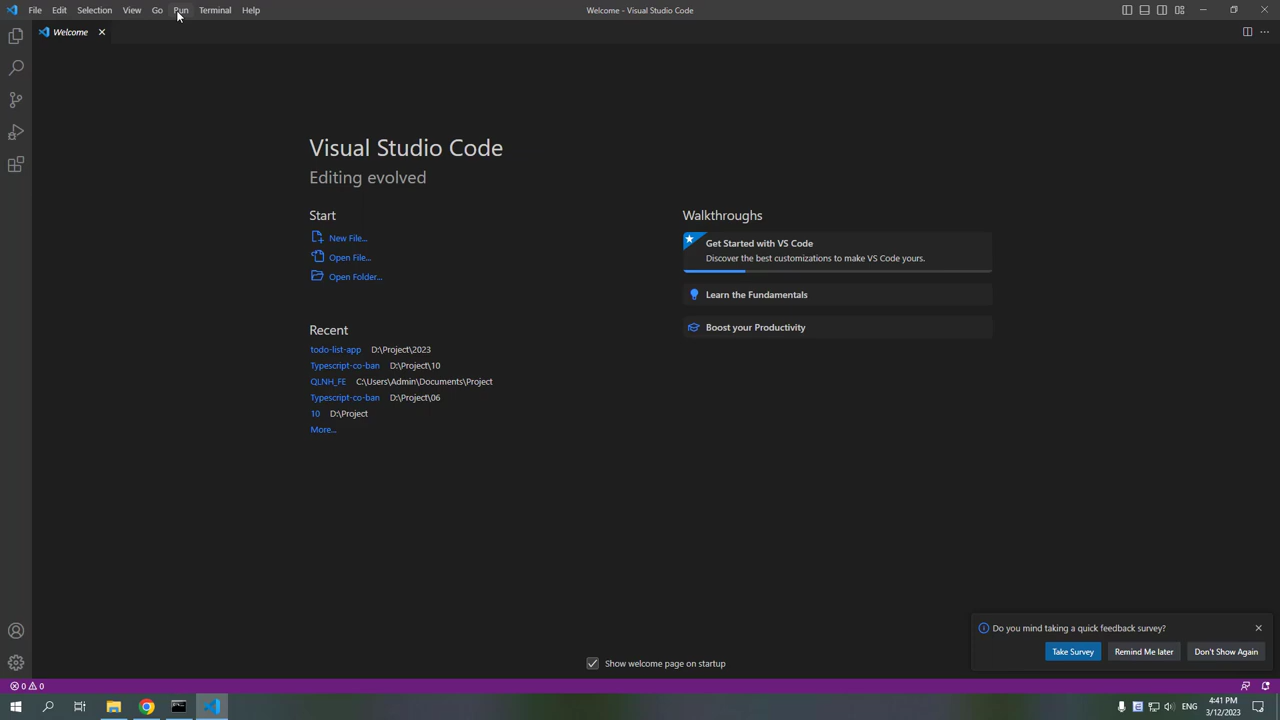 File Edit Selection View Go Run Terminal Help
Welcome - Visual Studio Code
Welcome
Visual Studio Code
Editing evolved
Start
New File...
Open File...
Open Folder...
Recent
todo-list-app D:\Project\2023
Typescript-co-ban D:\Project\10
QLNH_FE C:\Users\Admin\Documents\Project
Typescript-co-ban D:\Project\06
10 D:\Project
More...
Walkthroughs
Get Started with VS Code
Discover the best customizations to make VS Code yours.
Learn the Fundamentals
Boost your Productivity
Do you mind taking a quick feedback survey?
Take Survey Remind Me later Don't Show Again
Show welcome page on startup
0 0
ENG
4:41 PM
3/12/2023